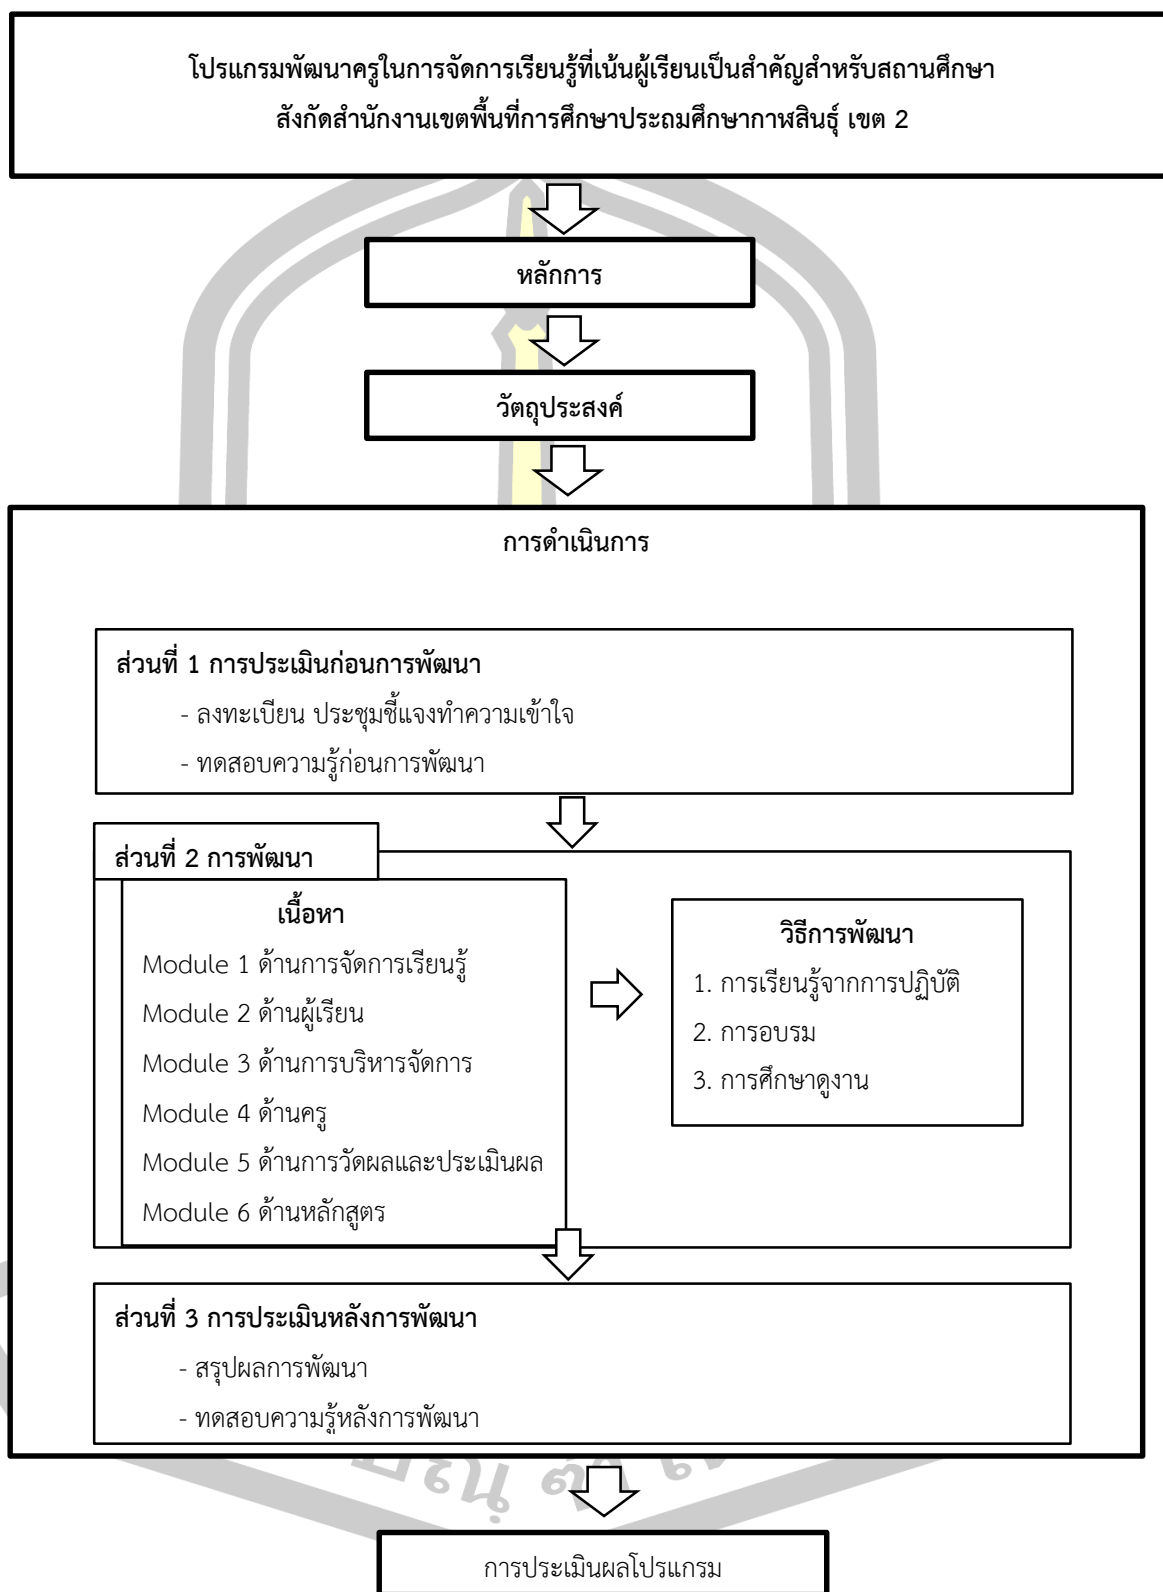 โปรแกรมพัฒนาครูในการจัดการเรียนรู้ที่เน้นผู้เรียนเป็นสำคัญสำหรับสถานศึกษา
สังกัดสำนักงานเขตพื้นที่การศึกษาประถมศึกษากาฬสินธุ์ เขต 2
หลักการ
วัตถุประสงค์
การดำเนินการ
ส่วนที่ 1 การประเมินก่อนการพัฒนา
- ลงทะเบียน ประชุมชี้แจงทำความเข้าใจ
- ทดสอบความรู้ก่อนการพัฒนา
ส่วนที่ 2 การพัฒนา
เนื้อหา
Module 1 ด้านการจัดการเรียนรู้
Module 2 ด้านผู้เรียน
Module 3 ด้านการบริหารจัดการ
Module 4 ด้านครู
Module 5 ด้านการวัดผลและประเมินผล
Module 6 ด้านหลักสูตร
วิธีการพัฒนา
1. การเรียนรู้จากการปฏิบัติ
2. การอบรม
3. การศึกษาดูงาน
ส่วนที่ 3 การประเมินหลังการพัฒนา
- สรุปผลการพัฒนา
- ทดสอบความรู้หลังการพัฒนา
การประเมินผลโปรแกรม